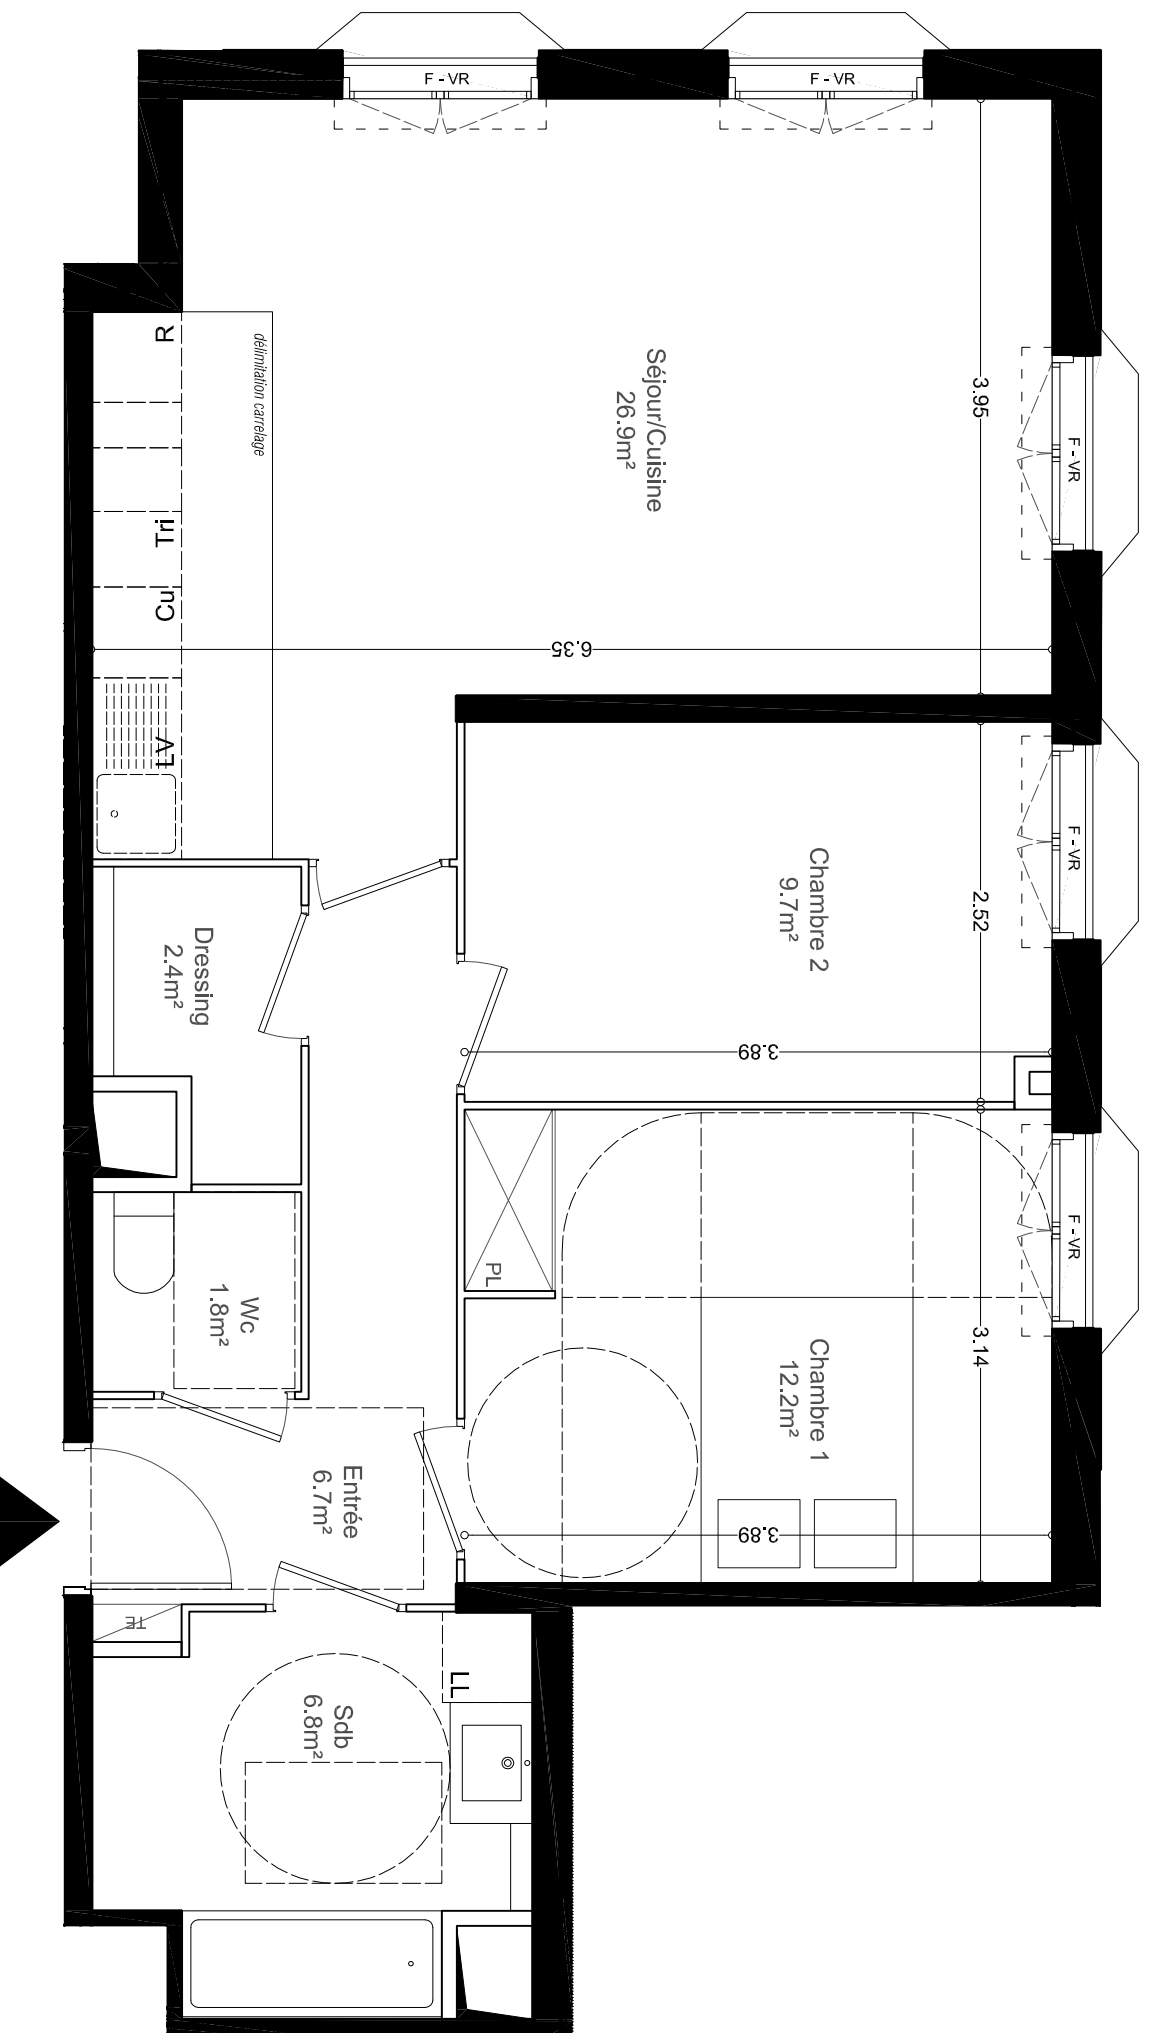 F - VR
F - VR
F - VR
F - VR
F - VR
Séjour/Cuisine
26.9m²
3.95
6.35
délimitation carrelage
R
Tri
Cu
LV
Chambre 2
9.7m²
2.52
3.89
Dressing
2.4m²
PL
Wc
1.8m²
Chambre 1
12.2m²
3.14
3.89
Entrée
6.7m²
TE
LL
Sdb
6.8m²